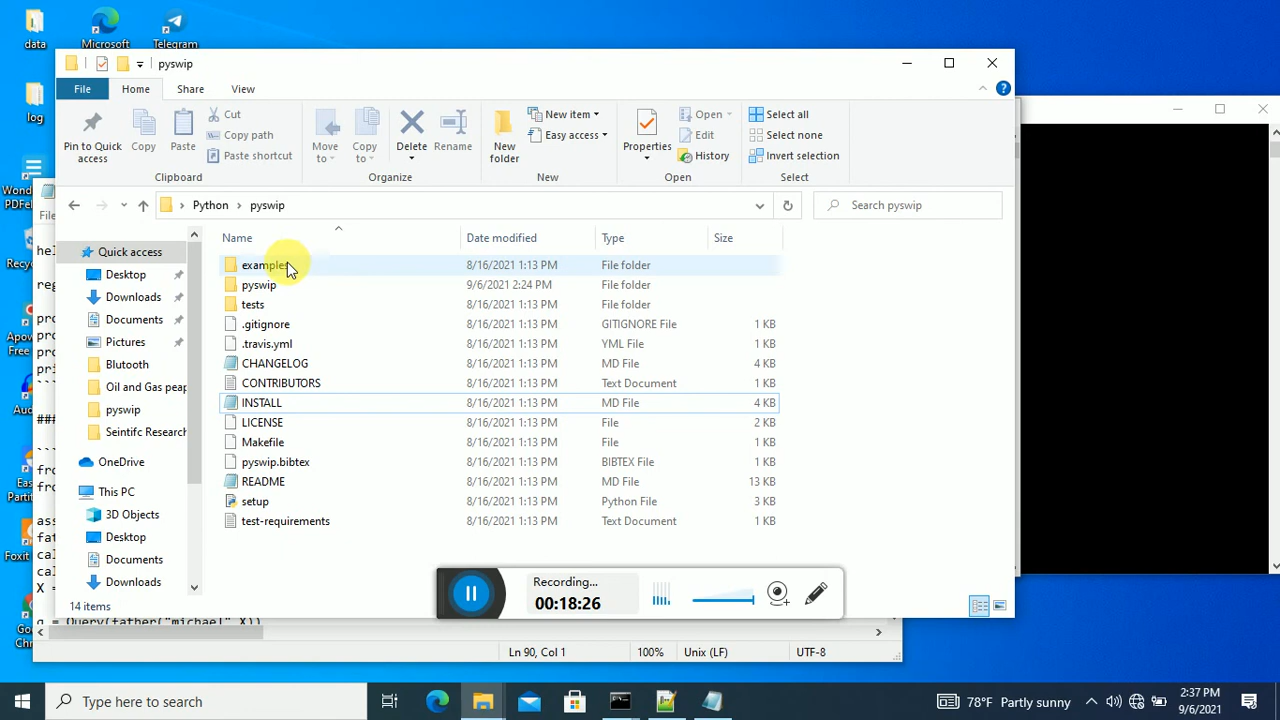 data
Microsoft
Telegram
pyswip
File
Home
Share
View
Pin to Quick access
Copy
Paste
Cut
Copy path
Paste shortcut
Clipboard
Move to
Copy to
Delete
Rename
Organize
New folder
New item
Easy access
New
Properties
Open
Edit
History
Open
Select all
Select none
Invert selection
Select
log
Python > pyswip
Search pyswip
Name
Date modified
Type
Size
Quick access
Desktop
Downloads
Documents
Pictures
Blutooth
Oil and Gas peap
pyswip
Seintifc Research
OneDrive
This PC
3D Objects
Desktop
Documents
Downloads
examples 8/16/2021 1:13 PM File folder
pyswip 9/6/2021 2:24 PM File folder
tests 8/16/2021 1:13 PM File folder
.gitignore 8/16/2021 1:13 PM GITIGNORE File 1 KB
.travis.yml 8/16/2021 1:13 PM YML File 1 KB
CHANGELOG 8/16/2021 1:13 PM MD File 4 KB
CONTRIBUTORS 8/16/2021 1:13 PM Text Document 1 KB
INSTALL 8/16/2021 1:13 PM MD File 4 KB
LICENSE 8/16/2021 1:13 PM File 2 KB
Makefile 8/16/2021 1:13 PM File 1 KB
pyswip.bibtex 8/16/2021 1:13 PM BIBTEX File 1 KB
README 8/16/2021 1:13 PM MD File 13 KB
setup 8/16/2021 1:13 PM Python File 3 KB
test-requirements 8/16/2021 1:13 PM Text Document 1 KB
14 items
Recording...
00:18:26
q = Query(father("michael",X))
Ln 90, Col 1
100%
Unix (LF)
UTF-8
Type here to search
78°F Partly sunny
2:37 PM
9/6/2021